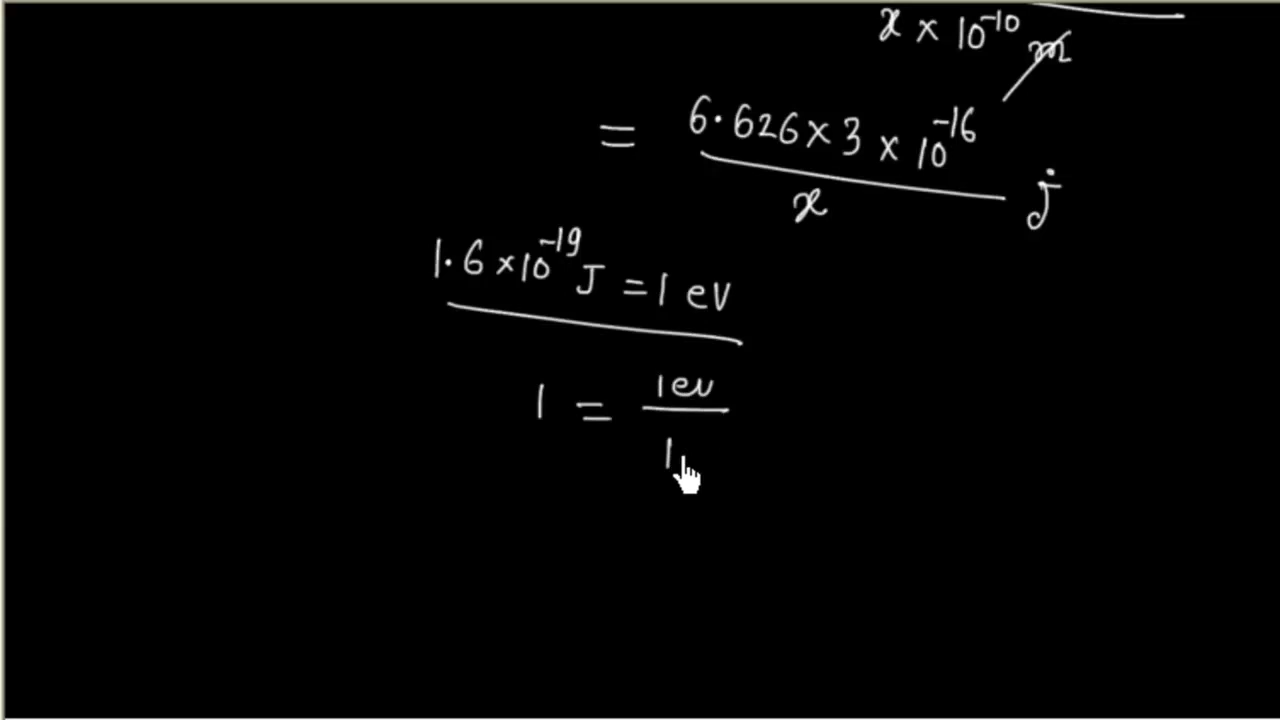 x × 10⁻¹⁰ m
= 6.626 × 3 × 10⁻¹⁶
x j
1.6 × 10⁻¹⁹ J = 1 eV
1 = 1ev
1